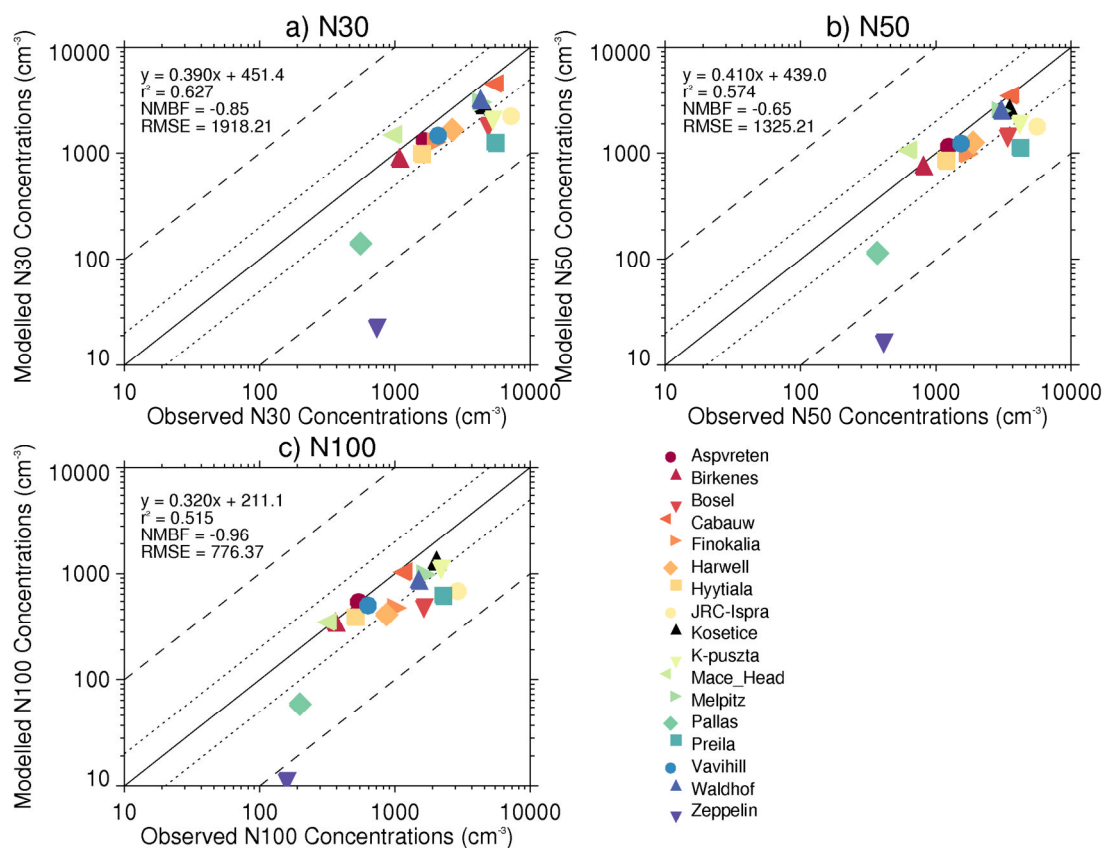 a) N30
Modelled N30 Concentrations (cm⁻³)
10000
1000
100
10
y = 0.390x + 451.4
r² = 0.627
NMBF = -0.85
RMSE = 1918.21
10 100 1000 10000
Observed N30 Concentrations (cm⁻³)
b) N50
Modelled N50 Concentrations (cm⁻³)
10000
1000
100
10
y = 0.410x + 439.0
r² = 0.574
NMBF = -0.65
RMSE = 1325.21
10 100 1000 10000
Observed N50 Concentrations (cm⁻³)
c) N100
Modelled N100 Concentrations (cm⁻³)
10000
1000
100
10
y = 0.320x + 211.1
r² = 0.515
NMBF = -0.96
RMSE = 776.37
10 100 1000 10000
Observed N100 Concentrations (cm⁻³)
Aspvreten
Birkenes
Bosel
Cabauw
Finokalia
Harwell
Hyytiala
JRC-Ispra
Kosetice
K-puszta
Mace_Head
Melpitz
Pallas
Preila
Vavihill
Waldhof
Zeppelin